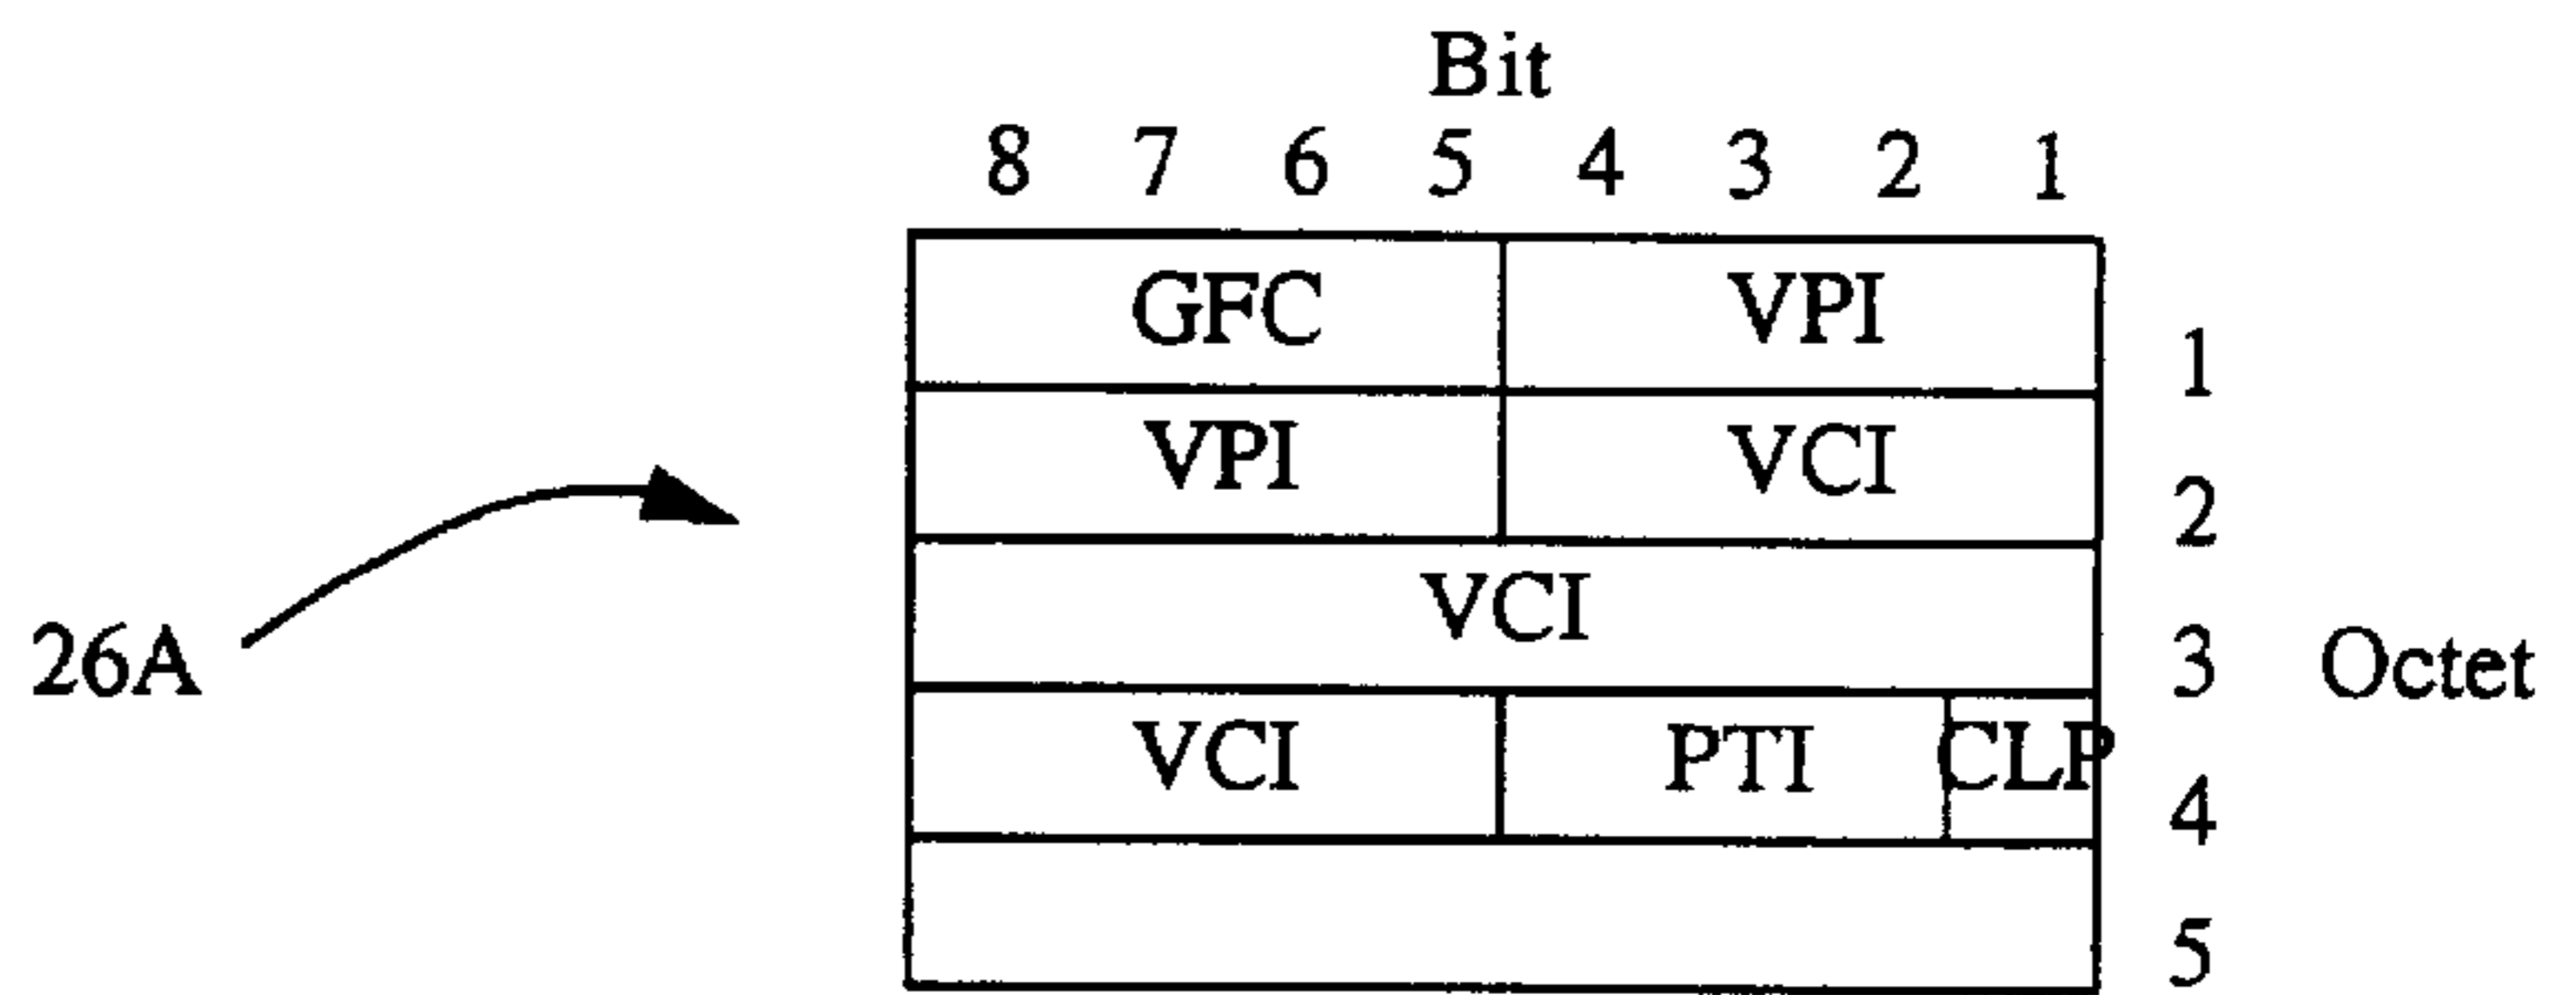 Bit
8 7 6 5 4 3 2 1
GFC VPI
1
VPI VCI
2
VCI
26A 3 Octet
VCI PTI CLP
4
5